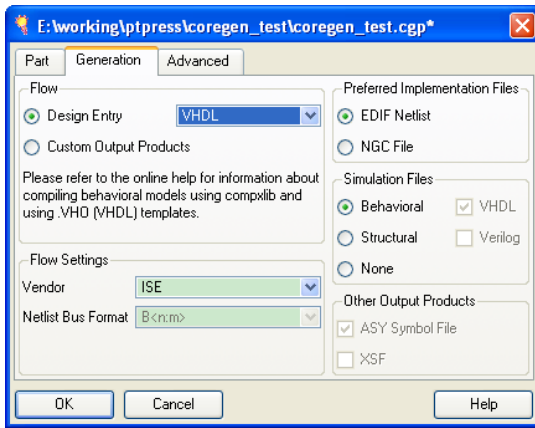 E:\working\ptpress\coregen_test\coregen_test.cgp*
Part
Generation
Advanced
Flow
Design Entry
VHDL
Custom Output Products
Please refer to the online help for information about
compiling behavioral models using compxlib and
using .VHO (VHDL) templates.
Flow Settings
Vendor
ISE
Netlist Bus Format
B<n:m>
Preferred Implementation Files
EDIF Netlist
NGC File
Simulation Files
Behavioral
VHDL
Structural
Verilog
None
Other Output Products
ASY Symbol File
XSF
OK
Cancel
Help